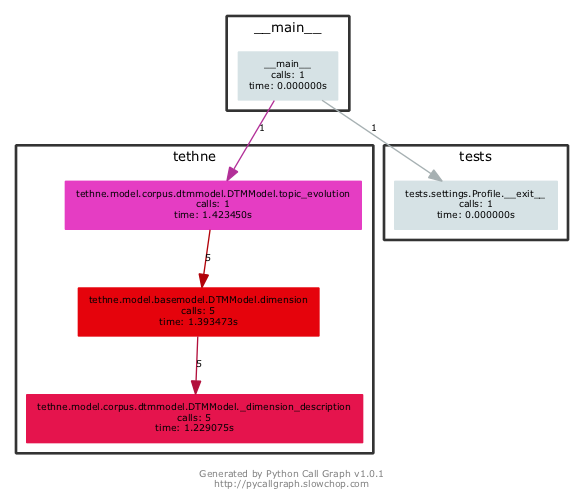 __main__
__main__
calls: 1
time: 0.000000s
1
1
tethne
tests
tethne.model.corpus.dtmmodel.DTMModel.topic_evolution
calls: 1
time: 1.423450s
tests.settings.Profile.__exit__
calls: 1
time: 0.000000s
5
tethne.model.basemodel.DTMModel.dimension
calls: 5
time: 1.393473s
5
tethne.model.corpus.dtmmodel.DTMModel._dimension_description
calls: 5
time: 1.229075s
Generated by Python Call Graph v1.0.1
http://pycallgraph.slowchop.com